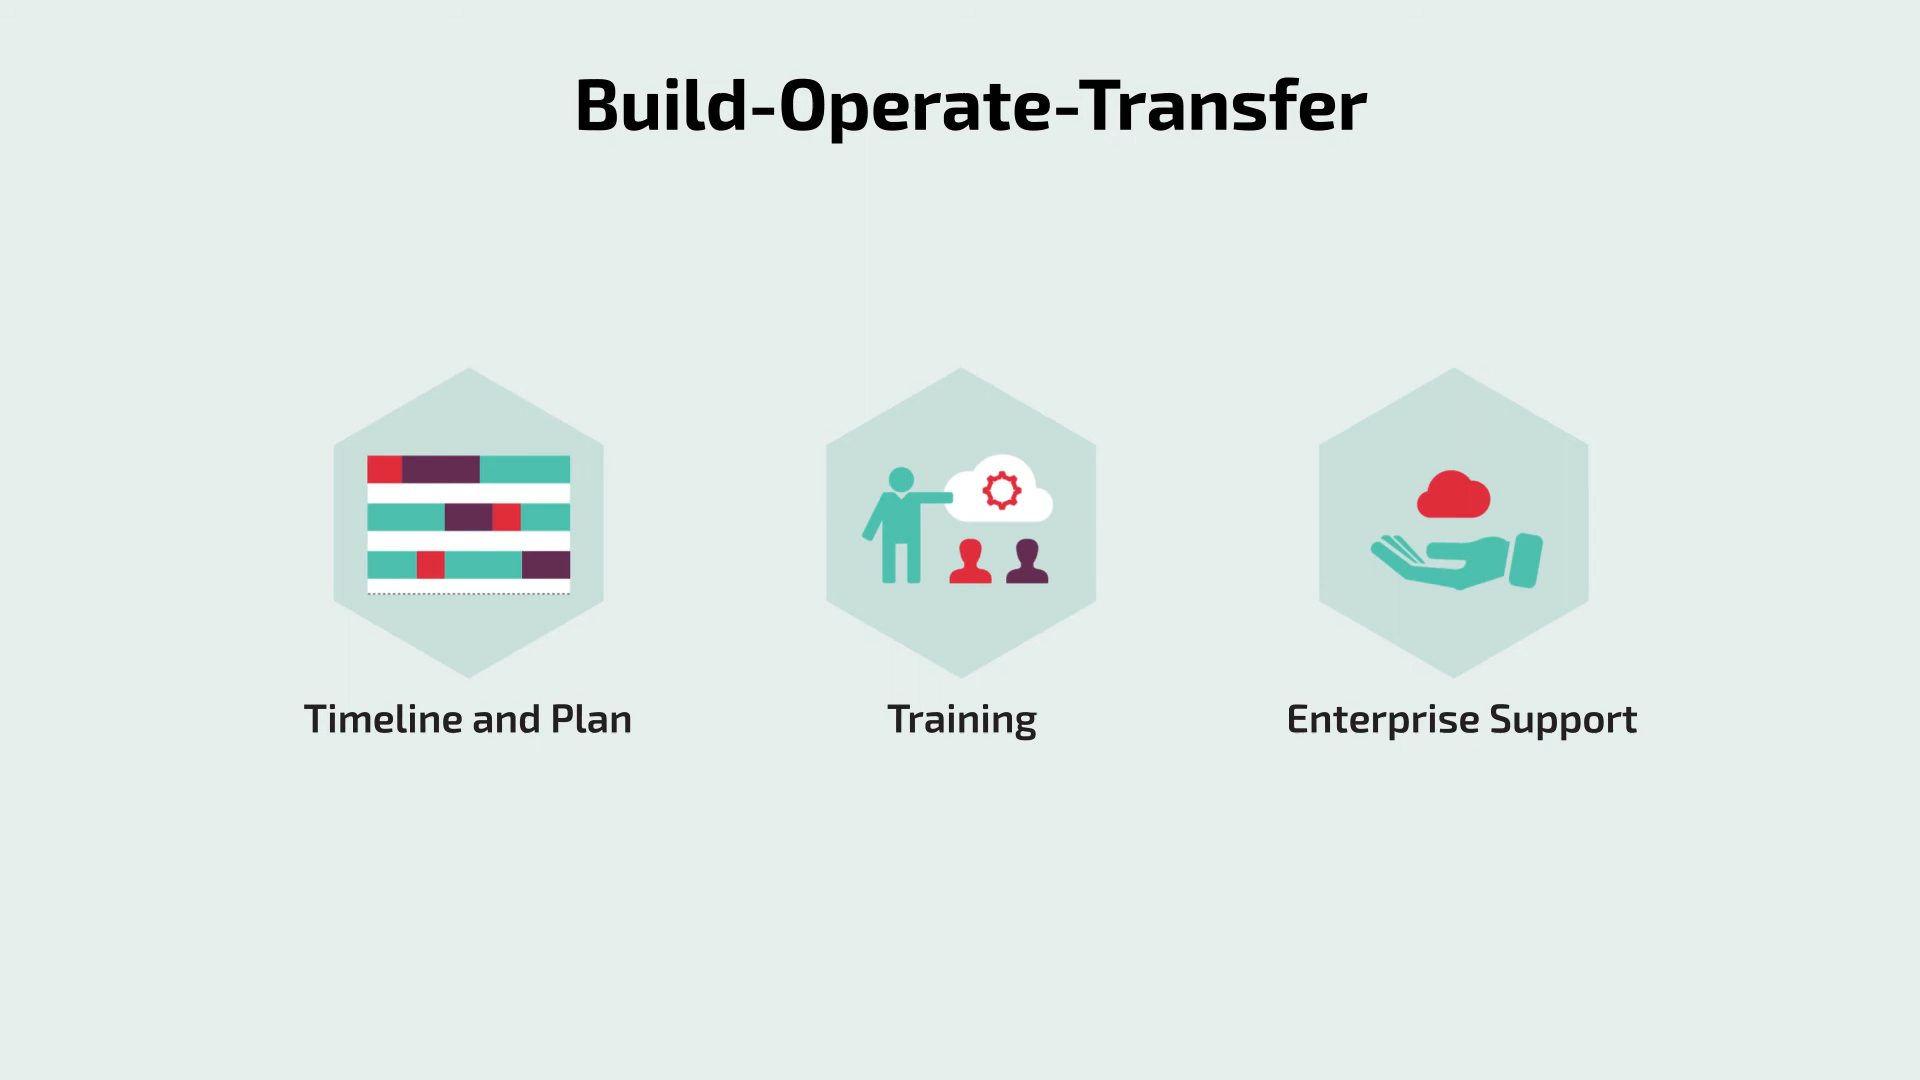 Build-Operate-Transfer
Timeline and Plan
Training
Enterprise Support